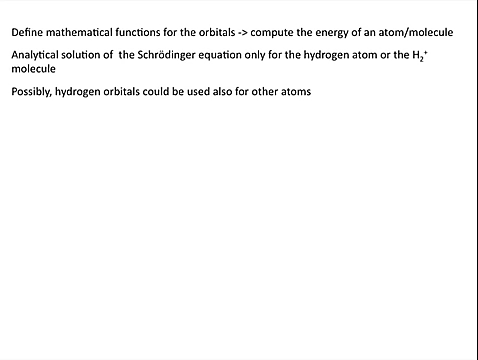 Define mathematical functions for the orbitals -> compute the energy of an atom/molecule
Analytical solution of  the Schrödinger equation only for the hydrogen atom or the H₂⁺
molecule
Possibly, hydrogen orbitals could be used also for other atoms